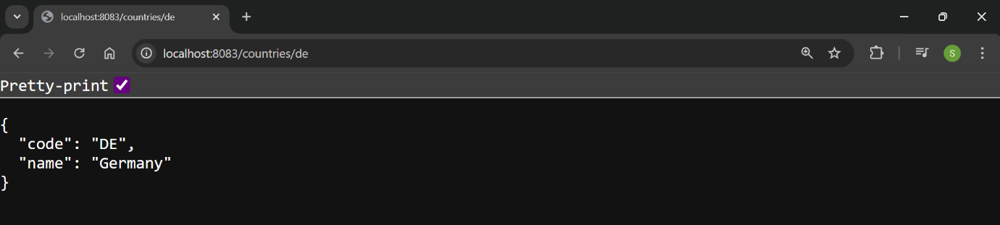 localhost:8083/countries/de
localhost:8083/countries/de
S
Pretty-print
{
  "code": "DE",
  "name": "Germany"
}